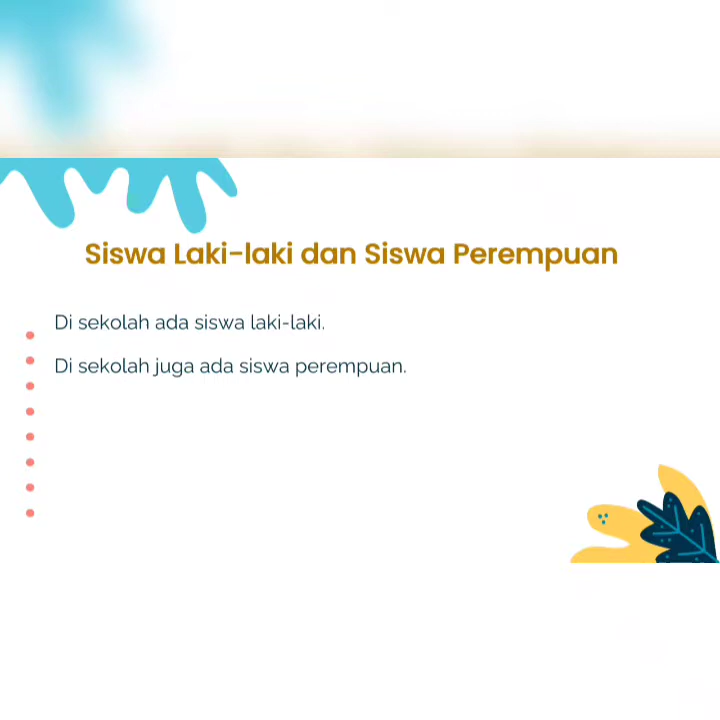 Siswa Laki-laki dan Siswa Perempuan
Di sekolah ada siswa laki-laki.
Di sekolah juga ada siswa perempuan.